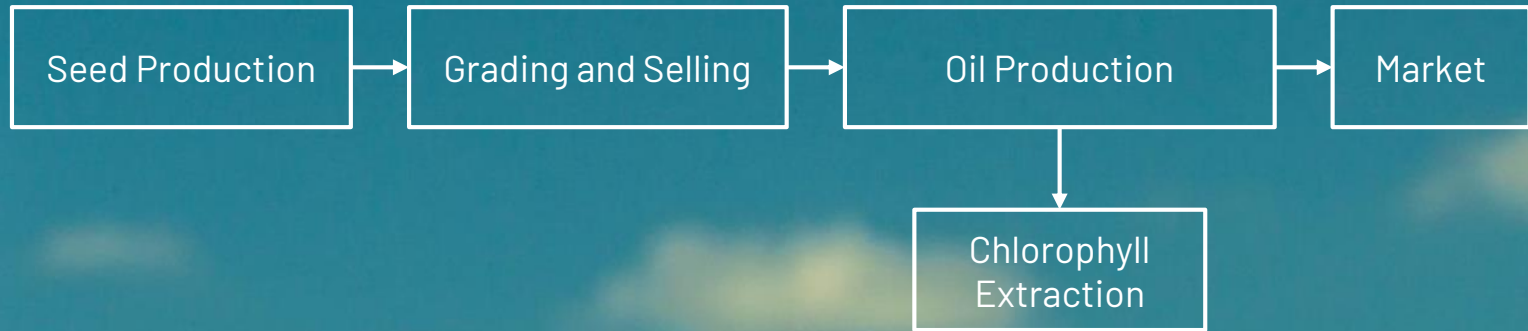 Seed Production
Grading and Selling
Oil Production
Market
Chlorophyll
Extraction